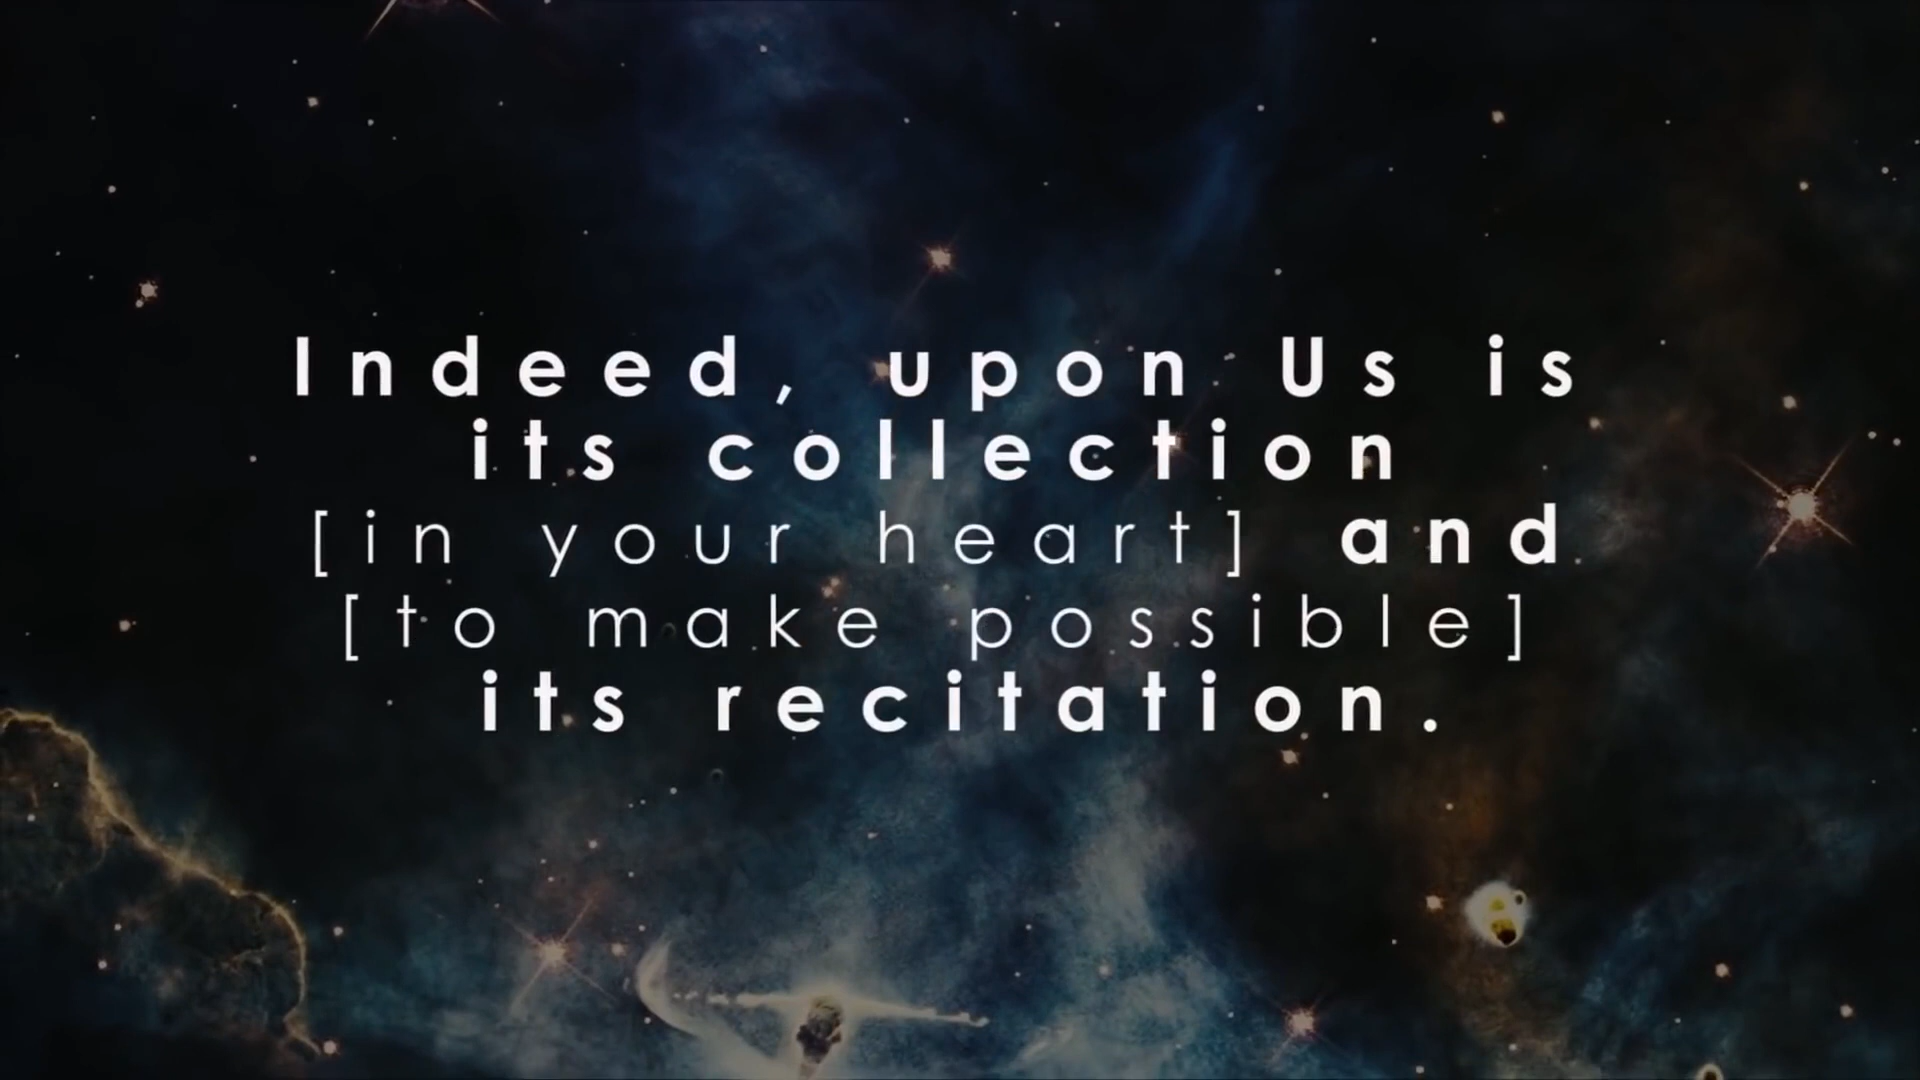 Indeed, upon Us is
its collection
[in your heart] and
[to make possible]
its recitation.